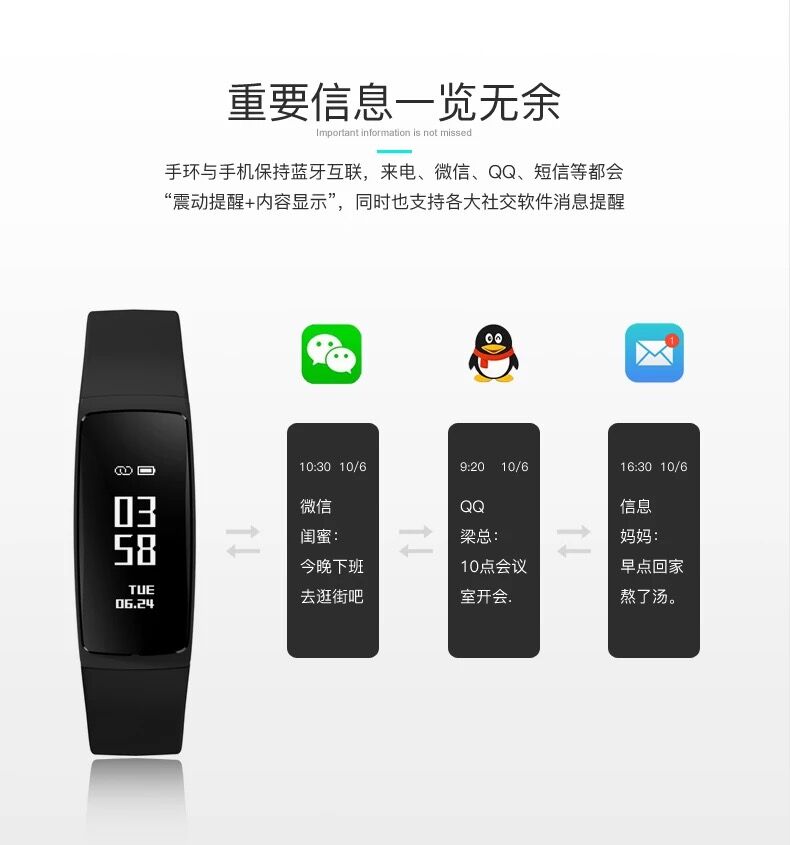 重要信息一览无余
Important information is not missed
手环与手机保持蓝牙互联，来电、微信、QQ、短信等都会
“震动提醒+内容显示”，同时也支持各大社交软件消息提醒
1
03
58
TUE
06.24
10:30 10/6
微信
闺蜜：
今晚下班
去逛街吧
9:20 10/6
QQ
梁总：
10点会议
室开会.
16:30 10/6
信息
妈妈：
早点回家
熬了汤。